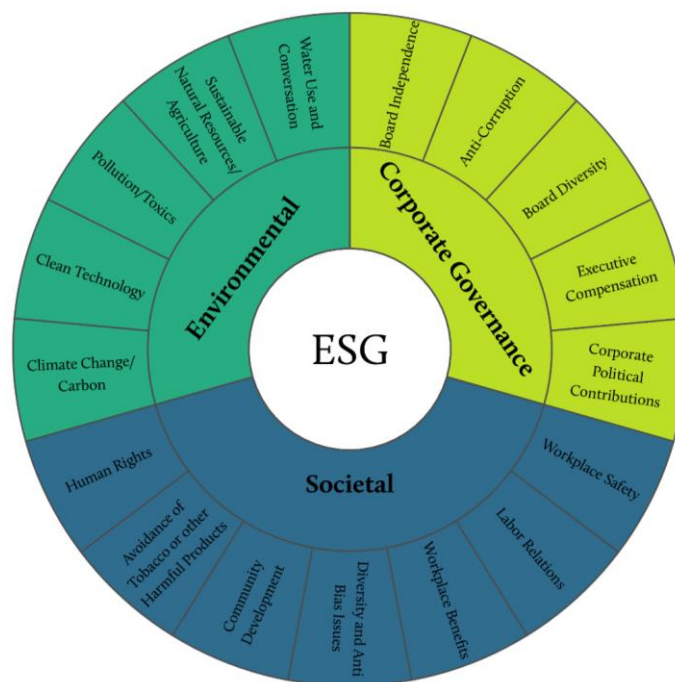 ESG
Environmental
Water Use and
Conversation
Sustainable
Natural Resources/
Agriculture
Pollution/Toxics
Clean Technology
Climate Change/
Carbon
Corporate Governance
Board Independence
Anti-Corruption
Board Diversity
Executive
Compensation
Corporate
Political
Contributions
Societal
Workplace Safety
Labor Relations
Workplace Benefits
Diversity and Anti
Bias Issues
Community
Development
Avoidance of
Tobacco or other
Harmful Products
Human Rights